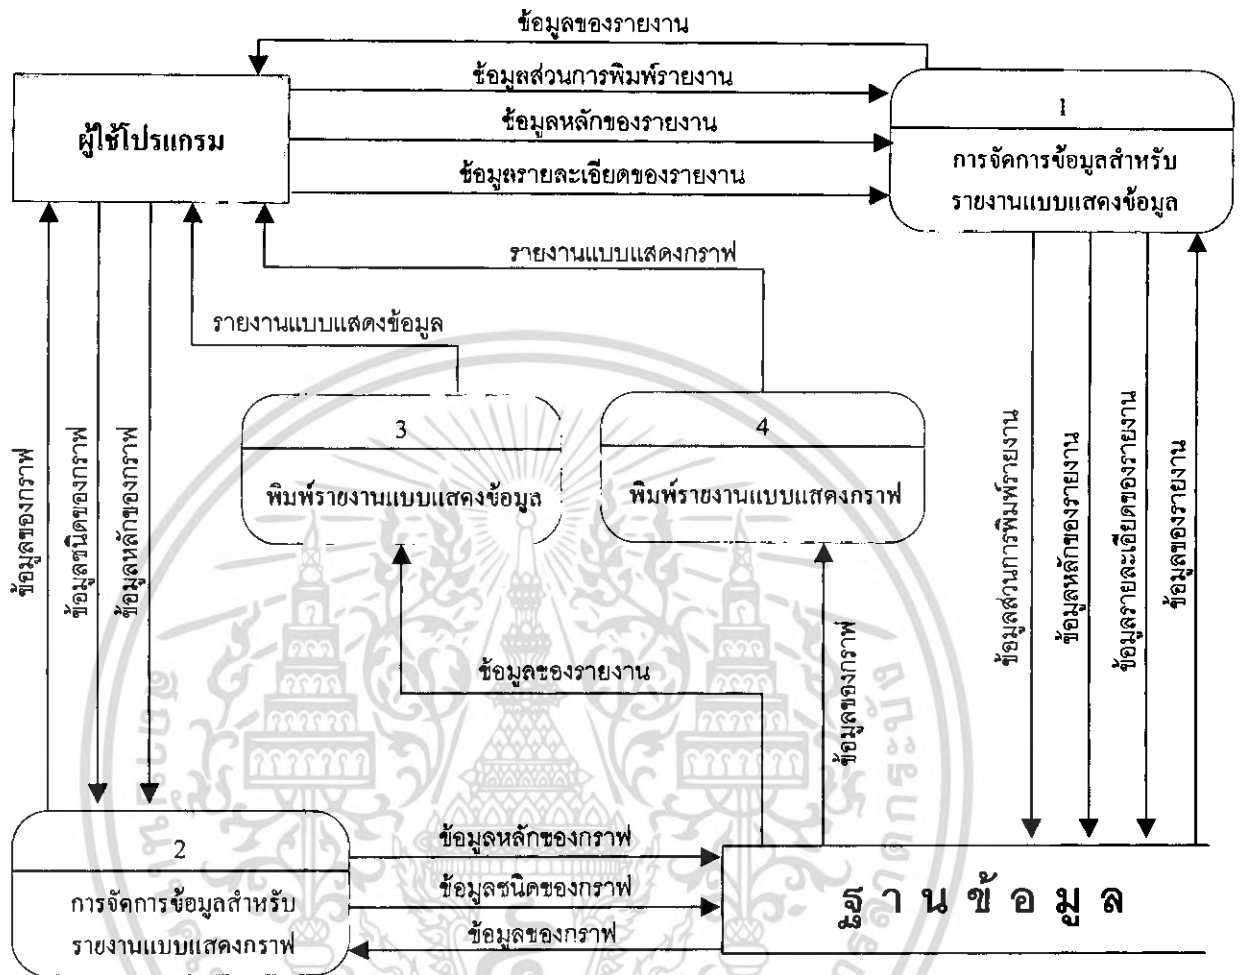 ข้อมูลของรายงาน
ข้อมูลส่วนการพิมพ์รายงาน
ข้อมูลหลักของรายงาน
ข้อมูลรายละเอียดของรายงาน
ผู้ใช้โปรแกรม
1
การจัดการข้อมูลสำหรับ
รายงานแบบแสดงข้อมูล
รายงานแบบแสดงกราฟ
รายงานแบบแสดงข้อมูล
3
พิมพ์รายงานแบบแสดงข้อมูล
4
พิมพ์รายงานแบบแสดงกราฟ
ข้อมูลของกราฟ
ข้อมูลชนิดของกราฟ
ข้อมูลหลักของกราฟ
ข้อมูลส่วนการพิมพ์รายงาน
ข้อมูลหลักของรายงาน
ข้อมูลรายละเอียดของรายงาน
ข้อมูลของรายงาน
ข้อมูลของรายงาน
ข้อมูลของกราฟ
2
การจัดการข้อมูลสำหรับ
รายงานแบบแสดงกราฟ
ข้อมูลหลักของกราฟ
ข้อมูลชนิดของกราฟ
ข้อมูลของกราฟ
ฐานข้อมูล